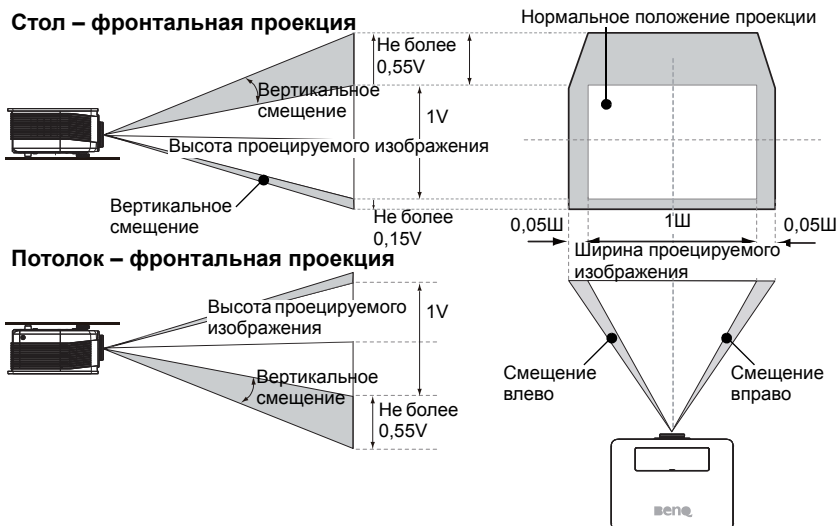 Стол – фронтальная проекция
Нормальное положение проекции
Не более
0,55V
Вертикальное
смещение
1V
Высота проецируемого изображения
Вертикальное
смещение
Не более
0,15V
0,05Ш
1Ш
0,05Ш
Ширина проецируемого
изображения
Потолок – фронтальная проекция
Высота проецируемого
изображения
1V
Вертикальное
смещение
Не более
0,55V
Смещение
влево
Смещение
вправо
BenQ